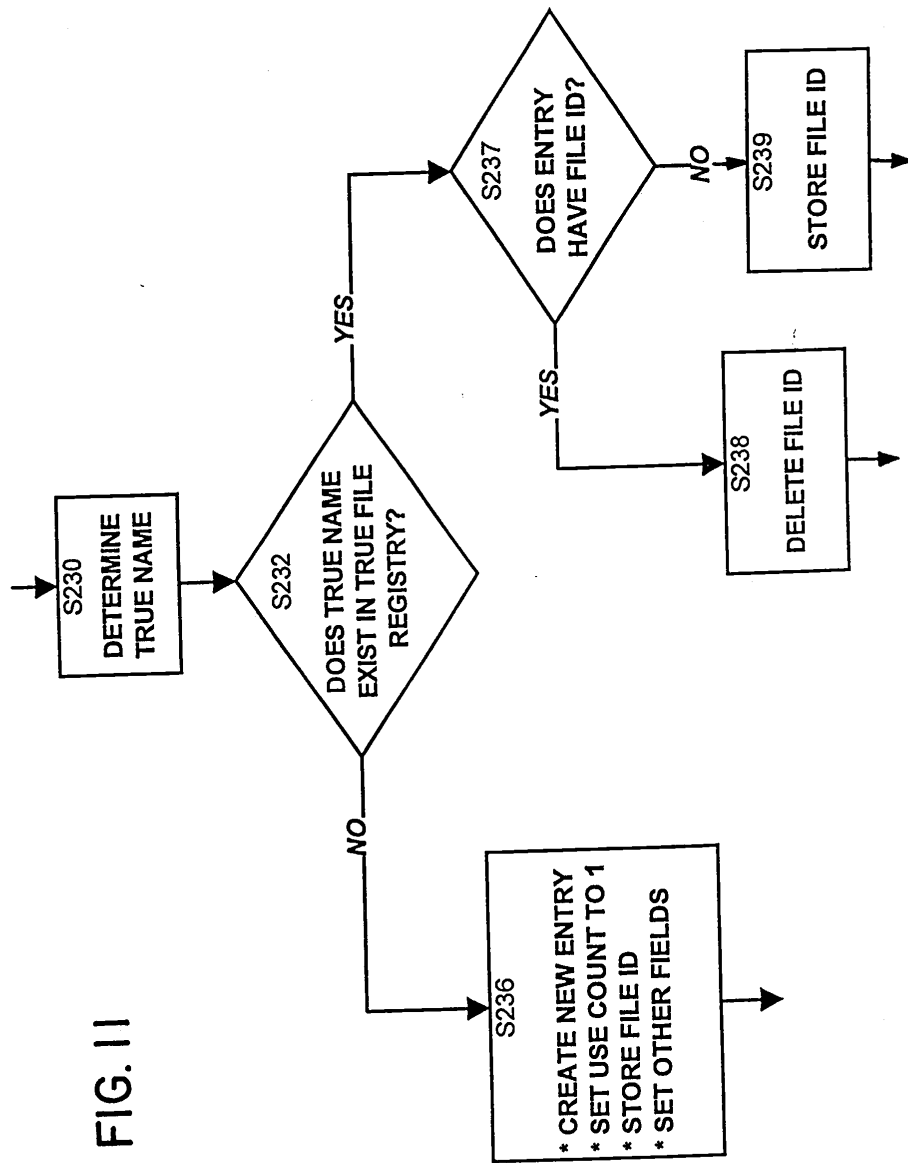 FIG. 11
S230
DETERMINE
TRUE NAME
S232
DOES TRUE NAME
EXIST IN TRUE FILE
REGISTRY?
NO
YES
S236
* CREATE NEW ENTRY
* SET USE COUNT TO 1
* STORE FILE ID
* SET OTHER FIELDS
S237
DOES ENTRY
HAVE FILE ID?
YES
NO
S238
DELETE FILE ID
S239
STORE FILE ID